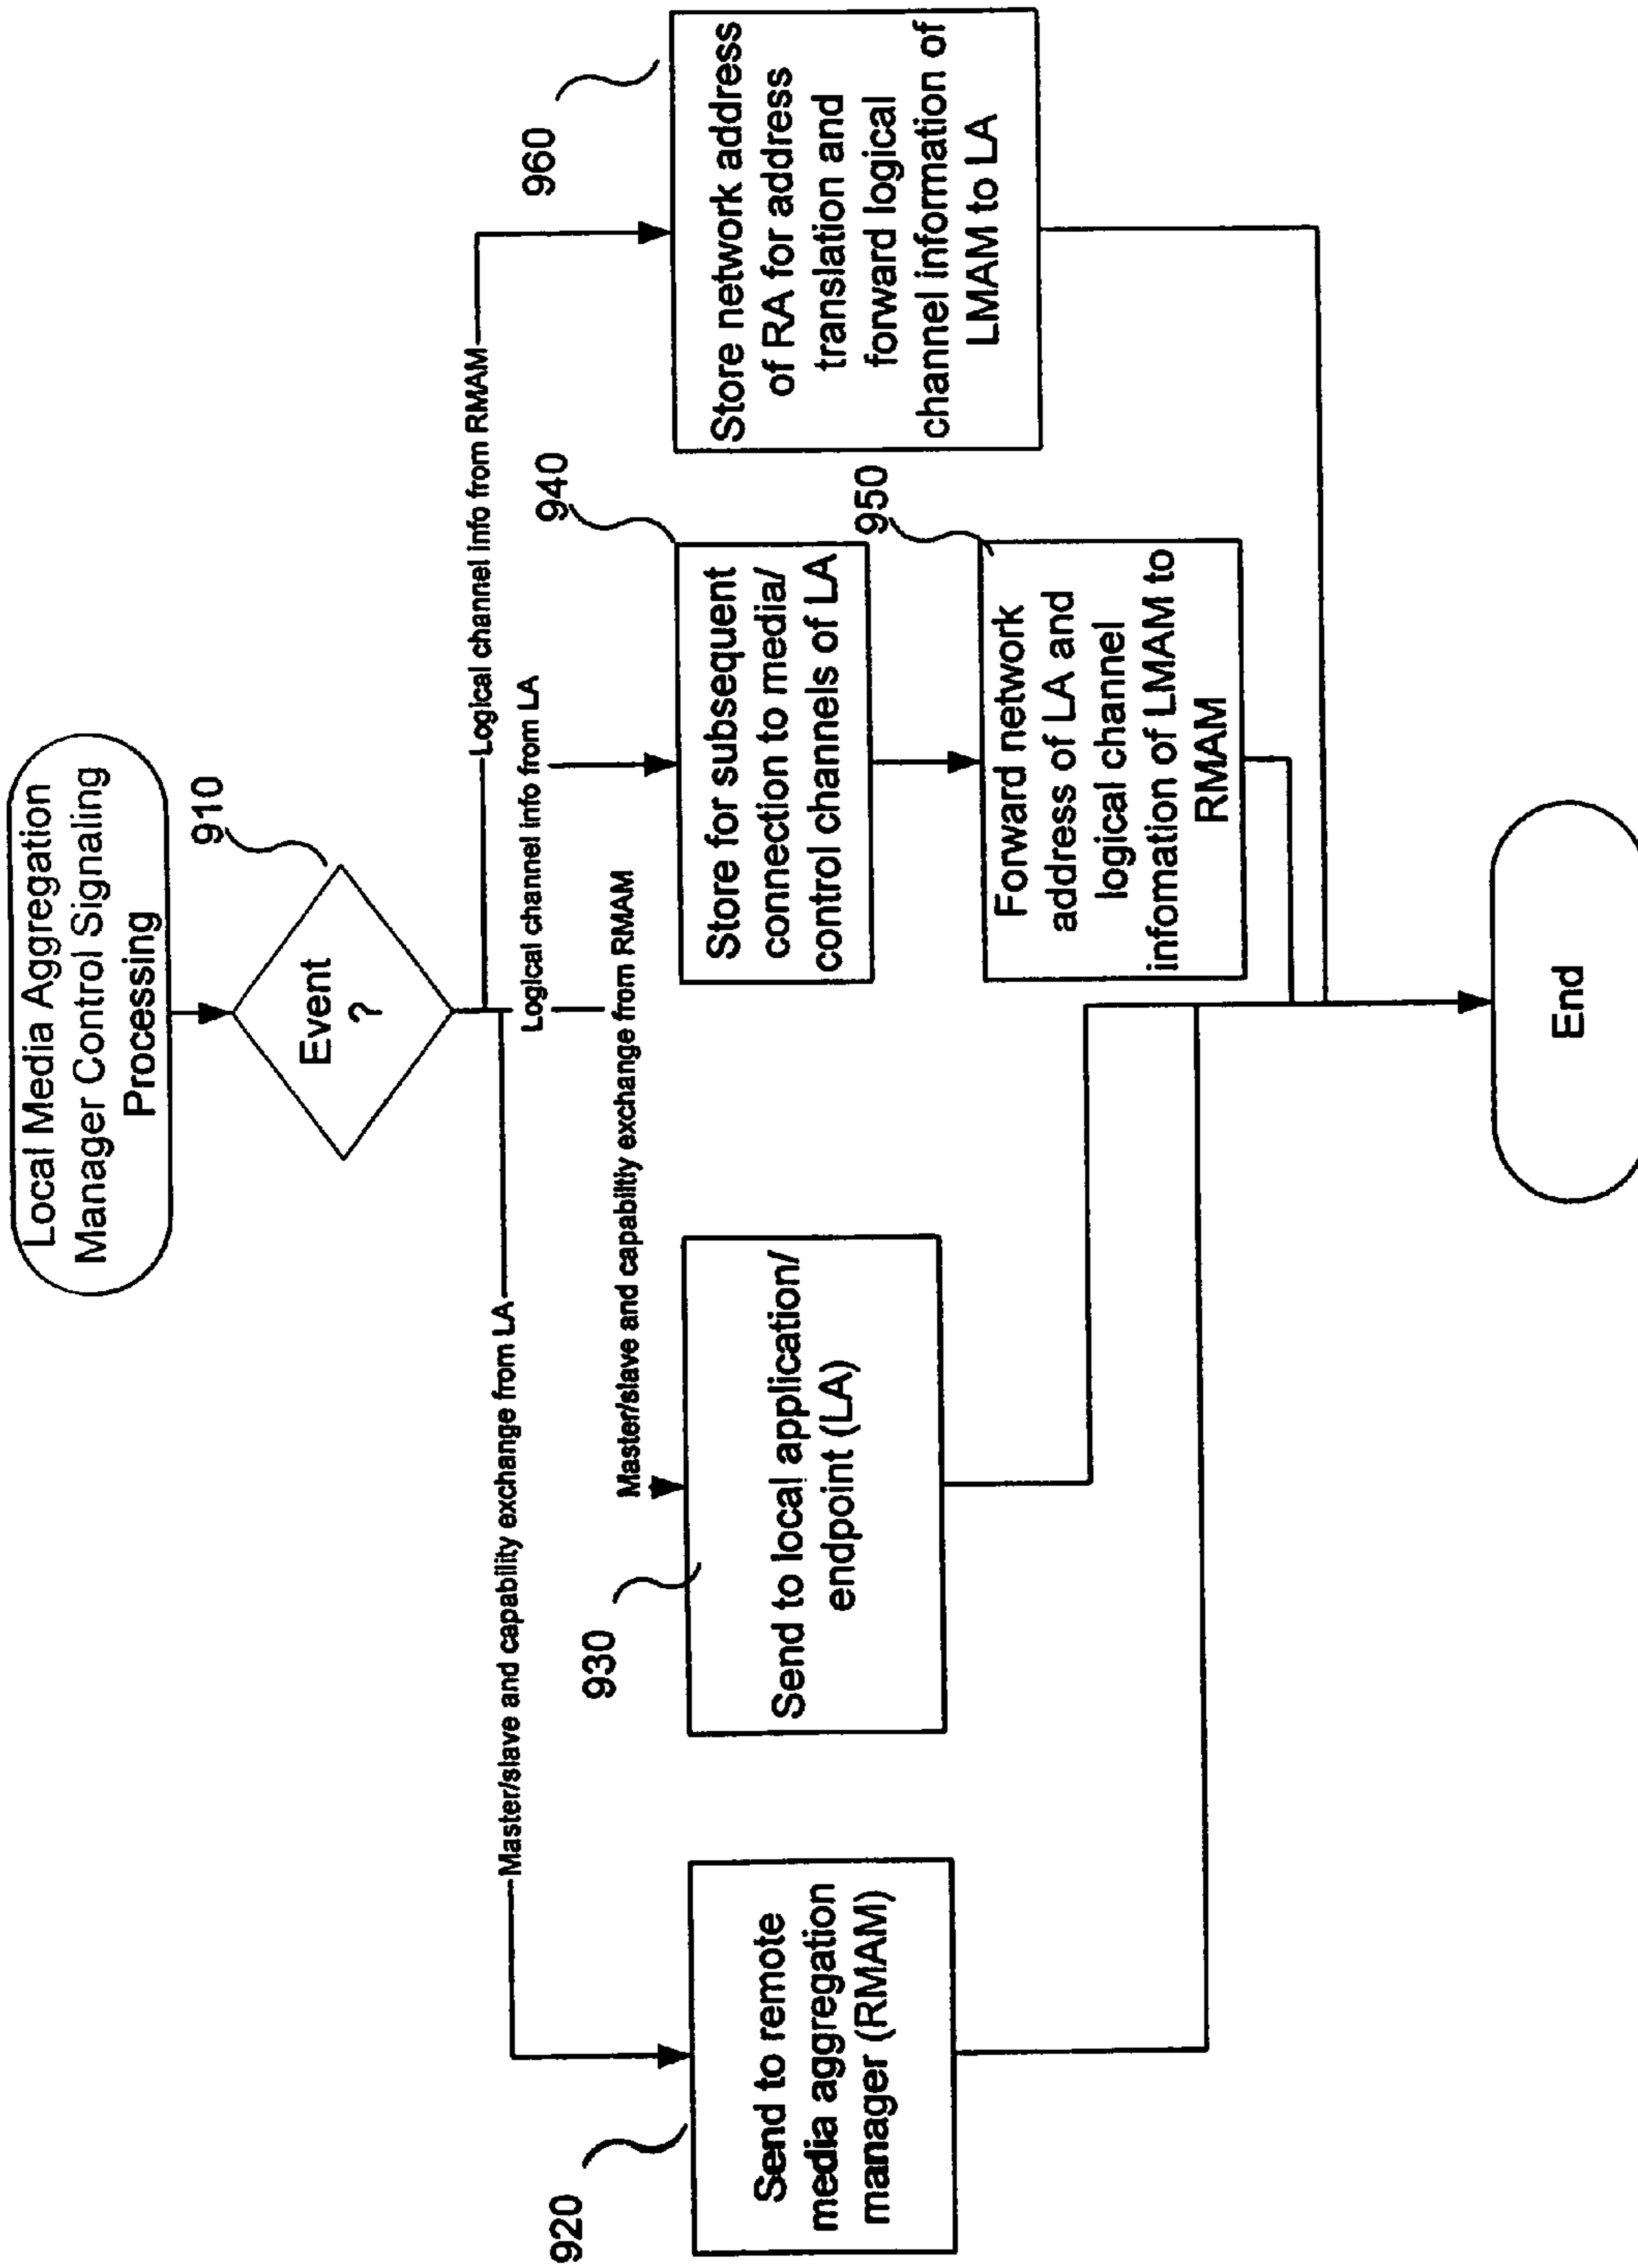 Local Media Aggregation
Manager Control Signaling
Processing
910
Event
?
Master/slave and capability exchange from LA
Master/slave and capabiltiy exchange from RMAM
Logical channel info from LA
Logical channel info from RMAM
920
Send to remote
media aggregation
manager (RMAM)
930
Send to local application/
endpoint (LA)
940
Store for subsequent
connection to media/
control channels of LA
950
Forward network
address of LA and
logical channel
infomation of LMAM to
RMAM
960
Store network address
of RA for address
translation and
forward logical
channel information of
LMAM to LA
End